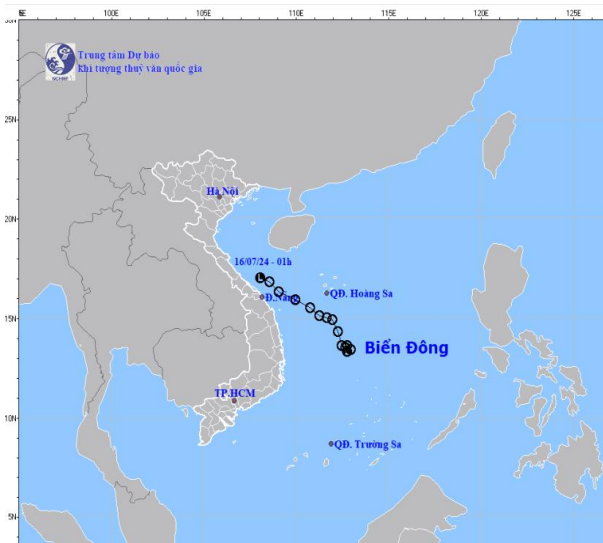 100E 105E 110E 115E 120E 125E
Trung tâm Dự báo
khí tượng thuỷ văn quốc gia
NCHMF
Hà Nội
20N
16/07/24 - 01h
L
QĐ. Hoàng Sa
Đ.Nẵng
15N
Biển Đông
TP.HCM
10N
QĐ. Trường Sa
5N